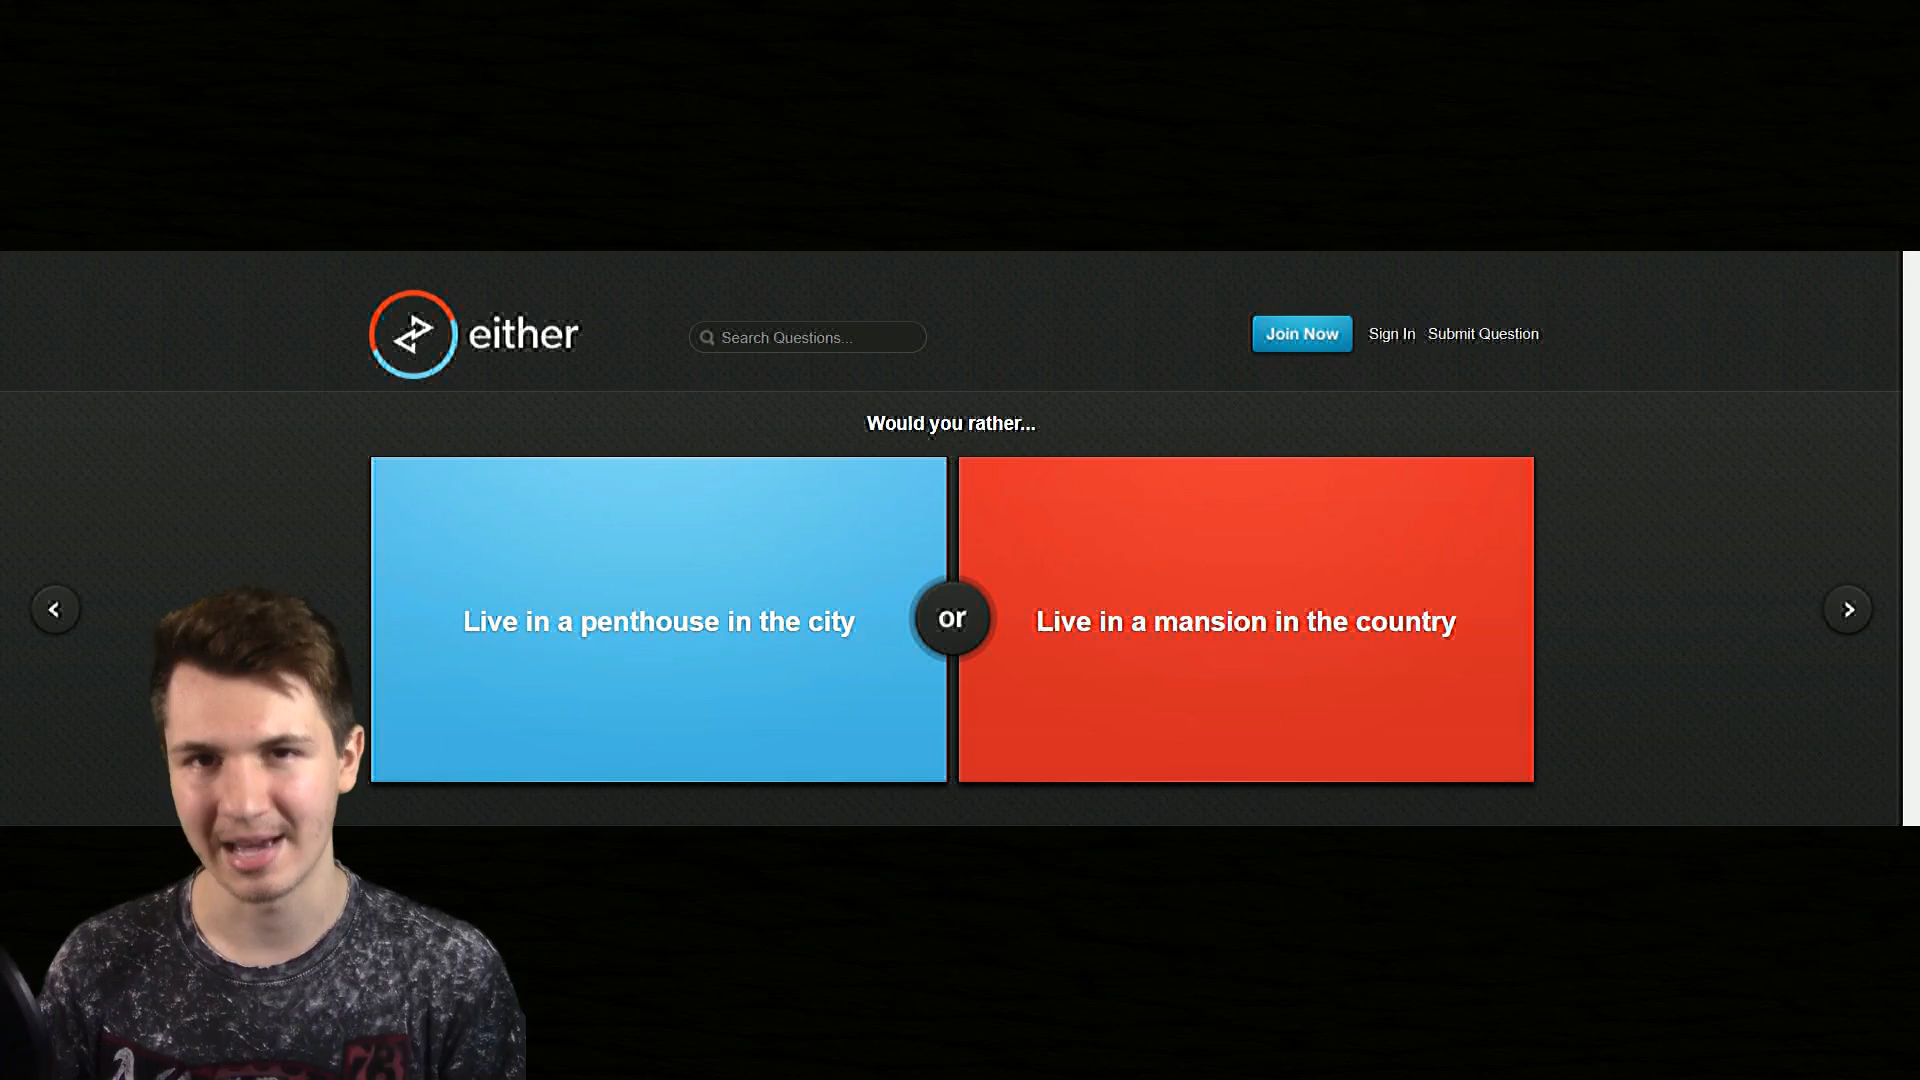 either
Search Questions...
Join Now
Sign In
Submit Question
Would you rather...
Live in a penthouse in the city
or
Live in a mansion in the country
73